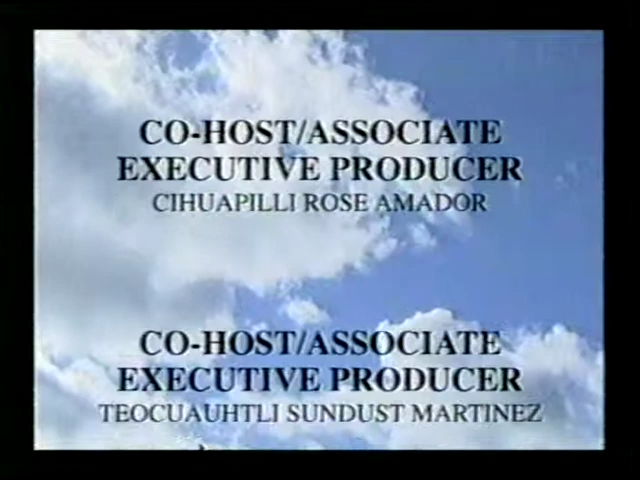 CO-HOST/ASSOCIATE
EXECUTIVE PRODUCER
CIHUAPILLI ROSE AMADOR
CO-HOST/ASSOCIATE
EXECUTIVE PRODUCER
TEOCUAUHTLI SUNDUST MARTINEZ